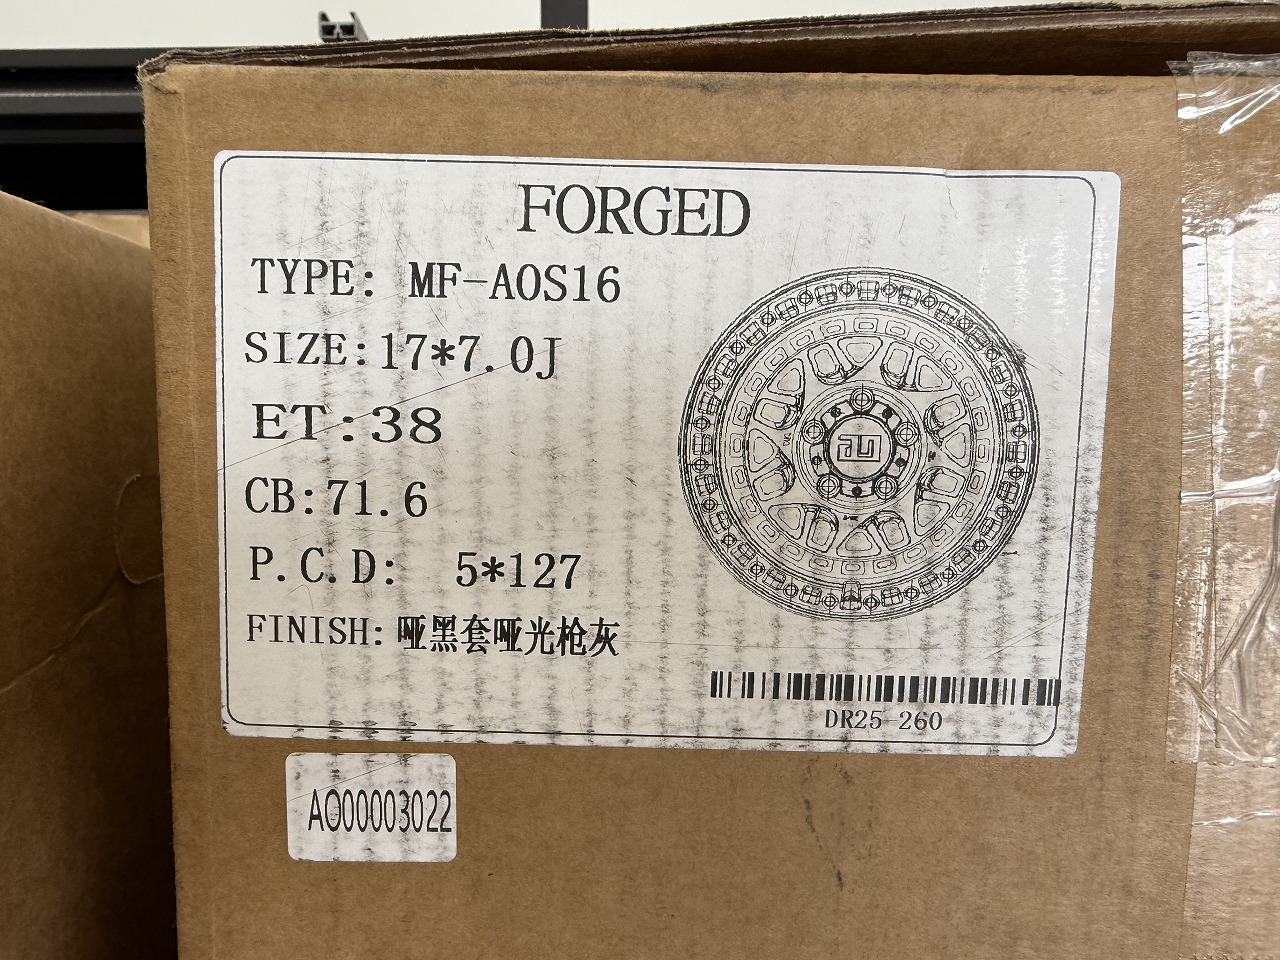 FORGED
TYPE: MF-AOS16
SIZE:17*7.0J
ET:38
CB:71.6
P.C.D: 5*127
FINISH:哑黑套哑光枪灰
DR25-260
AO00003022